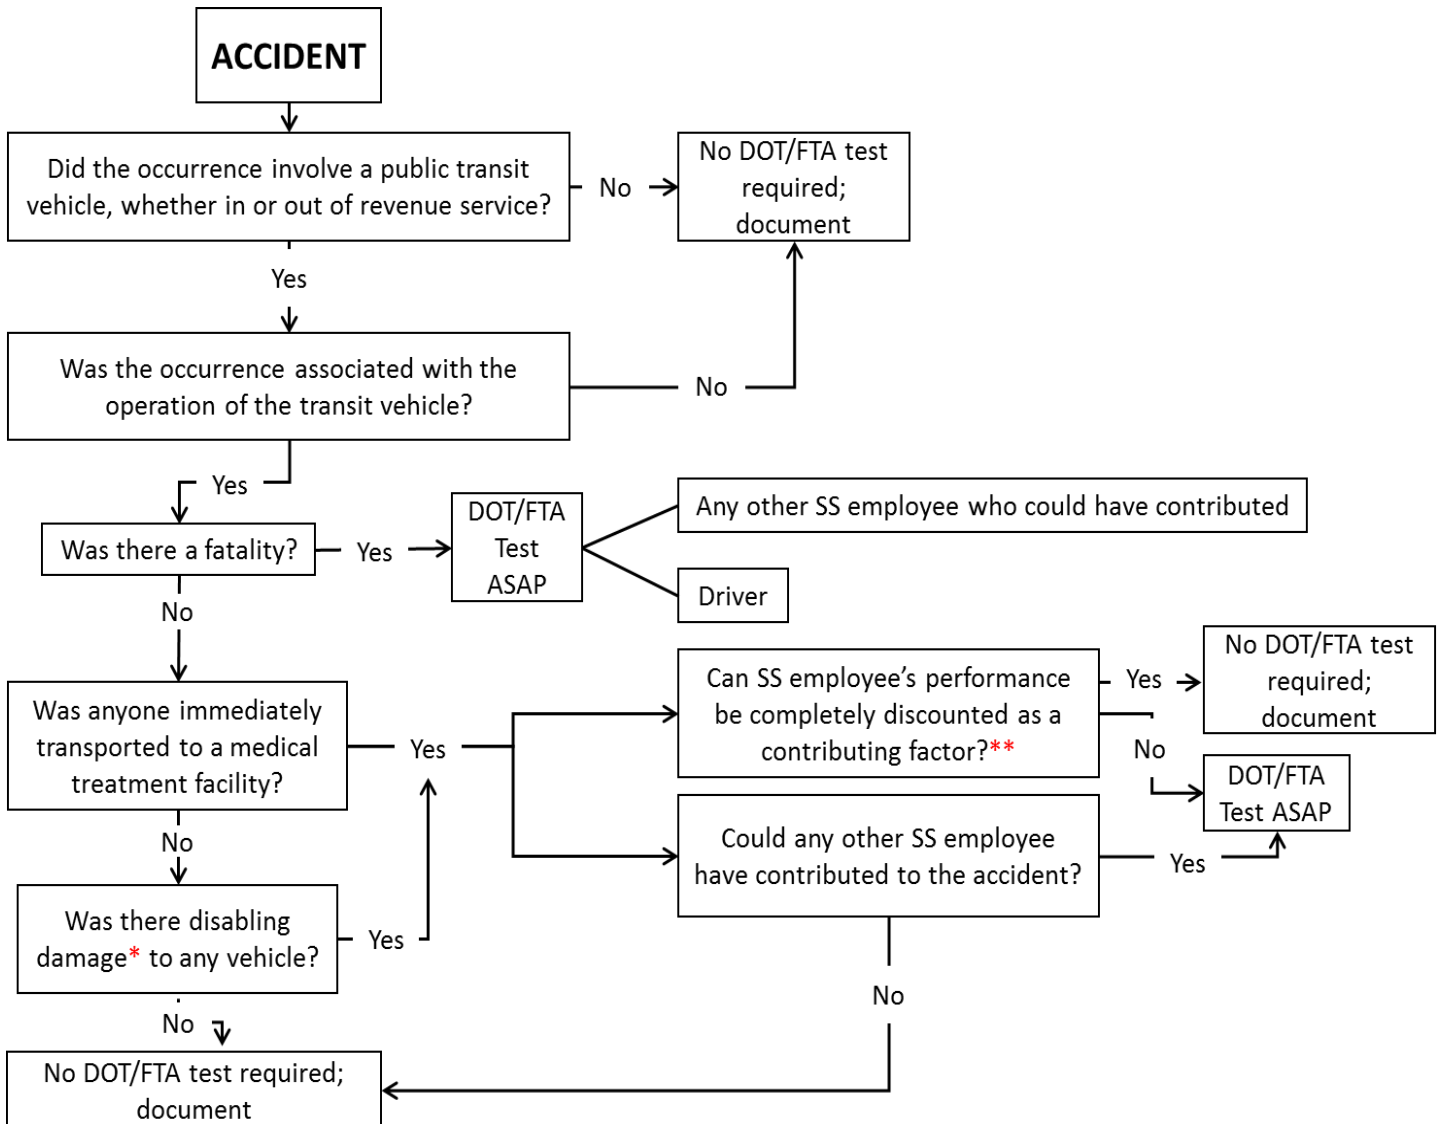 ACCIDENT
Did the occurrence involve a public transit
vehicle, whether in or out of revenue service?
No
No DOT/FTA test
required;
document
Yes
Was the occurrence associated with the
operation of the transit vehicle?
No
Yes
Was there a fatality?
Yes
DOT/FTA
Test
ASAP
Any other SS employee who could have contributed
Driver
No
Was anyone immediately
transported to a medical
treatment facility?
Yes
Can SS employee’s performance
be completely discounted as a
contributing factor?**
Yes
No DOT/FTA test
required;
document
No
DOT/FTA
Test ASAP
Could any other SS employee
have contributed to the accident?
Yes
No
No
Was there disabling
damage* to any vehicle?
Yes
No
No DOT/FTA test required;
document